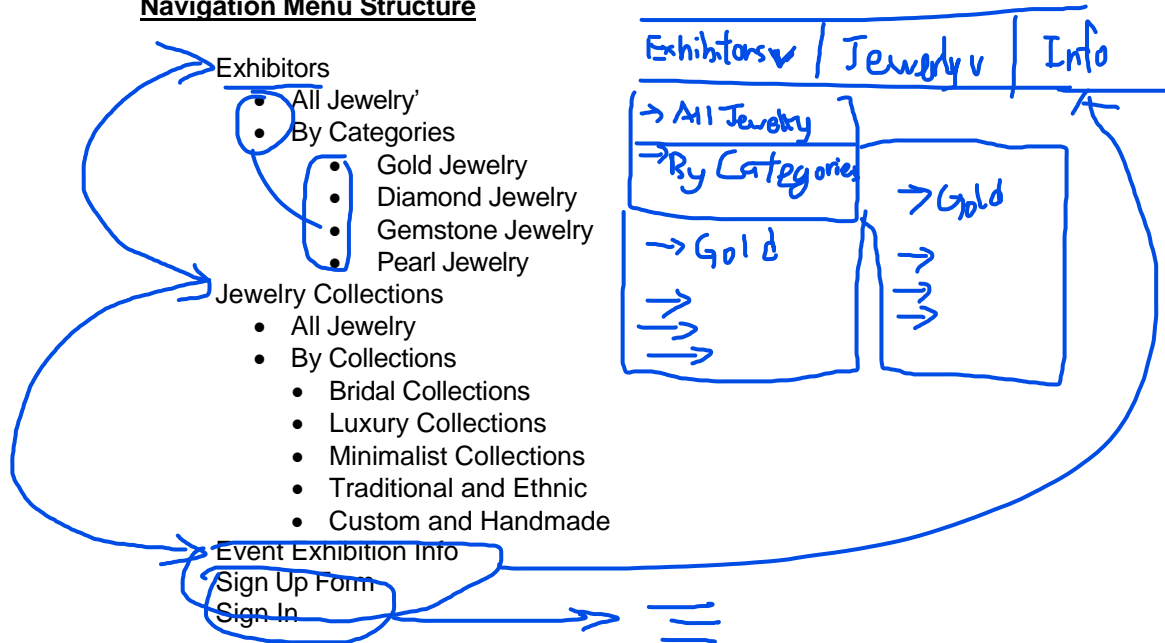 Navigation Menu Structure
Exhibitors
All Jewelry’
By Categories
Gold Jewelry
Diamond Jewelry
Gemstone Jewelry
Pearl Jewelry
Jewelry Collections
All Jewelry
By Collections
Bridal Collections
Luxury Collections
Minimalist Collections
Traditional and Ethnic
Custom and Handmade
Event Exhibition Info
Sign Up Form
Sign In
Exhibitors Jewerly Info
All Jewelry
By Categories
Gold
Gold